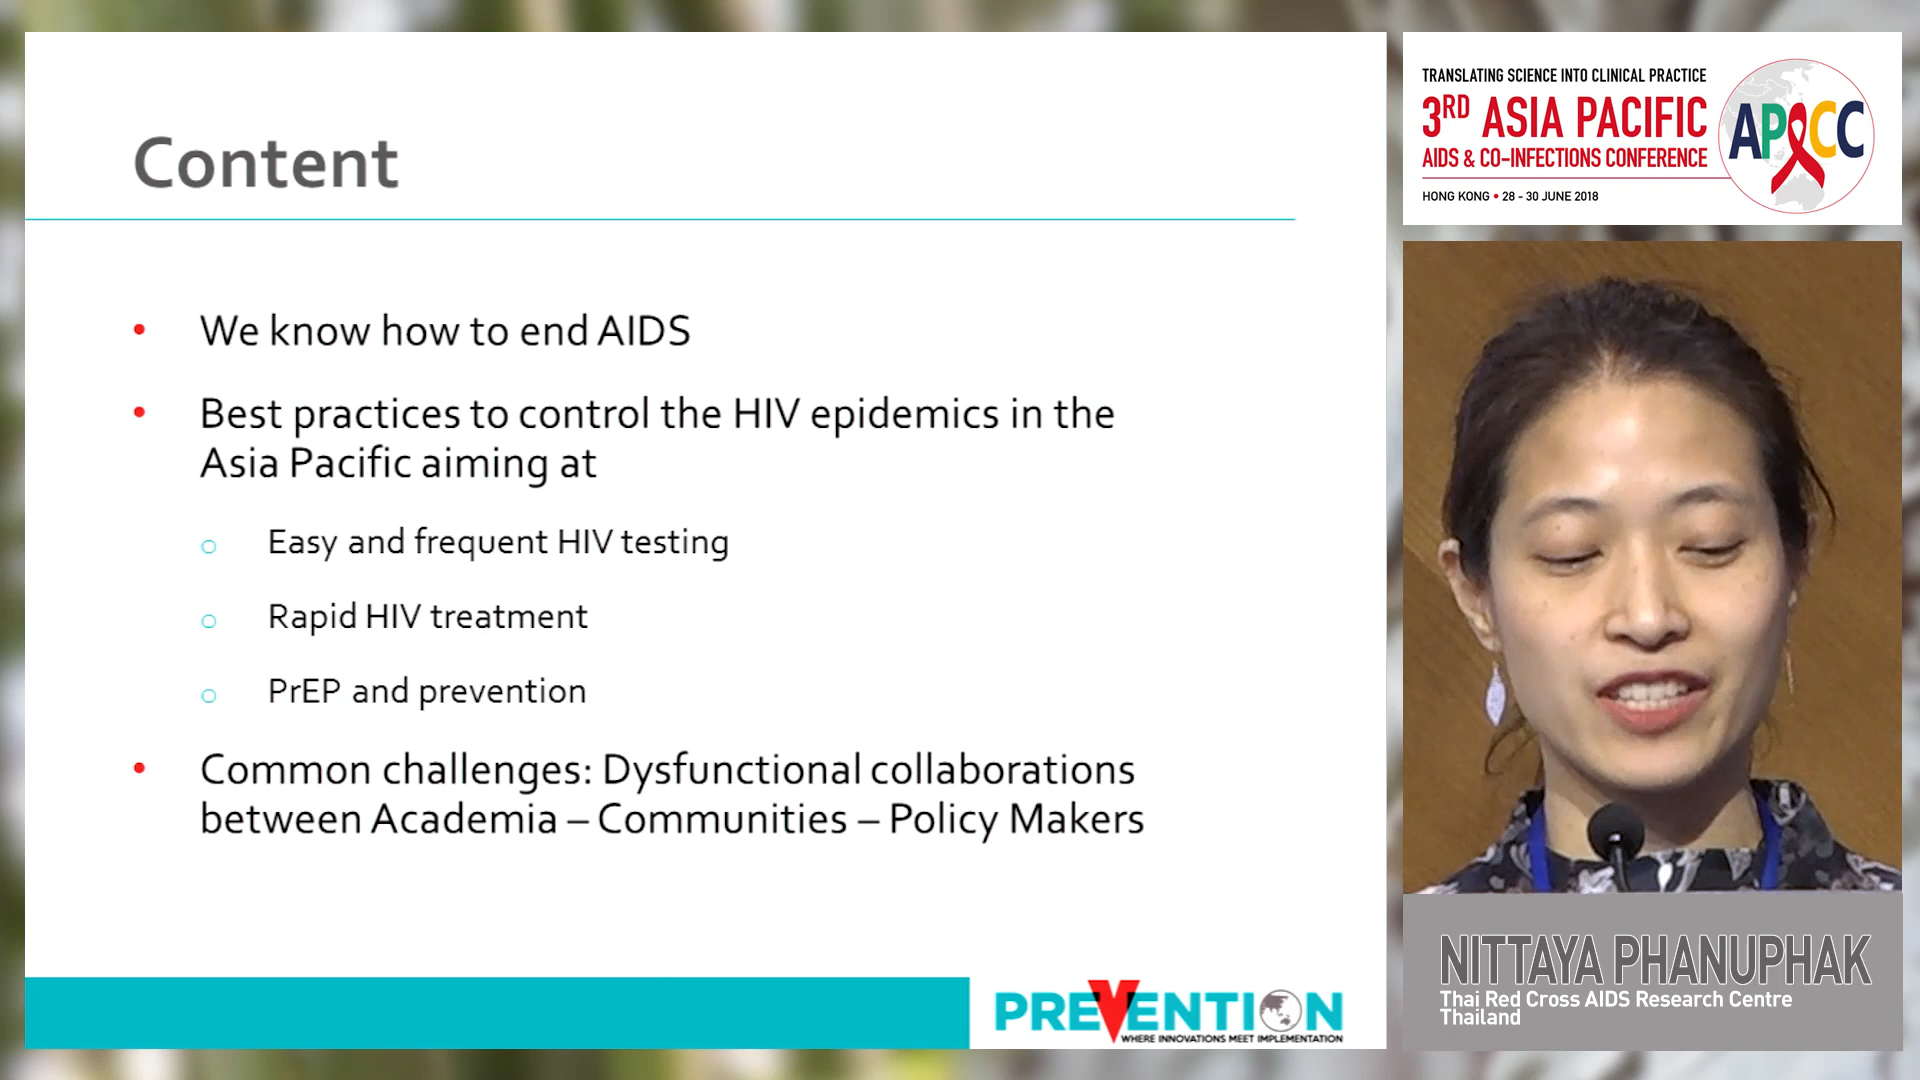 Content
• We know how to end AIDS
• Best practices to control the HIV epidemics in the
Asia Pacific aiming at
o Easy and frequent HIV testing
o Rapid HIV treatment
o PrEP and prevention
• Common challenges: Dysfunctional collaborations
between Academia – Communities – Policy Makers
PREVENTION
WHERE INNOVATIONS MEET IMPLEMENTATION
TRANSLATING SCIENCE INTO CLINICAL PRACTICE
3RD ASIA PACIFIC
AIDS & CO-INFECTIONS CONFERENCE
HONG KONG • 28 - 30 JUNE 2018
APACC
NITTAYA PHANUPHAK
Thai Red Cross AIDS Research Centre
Thailand